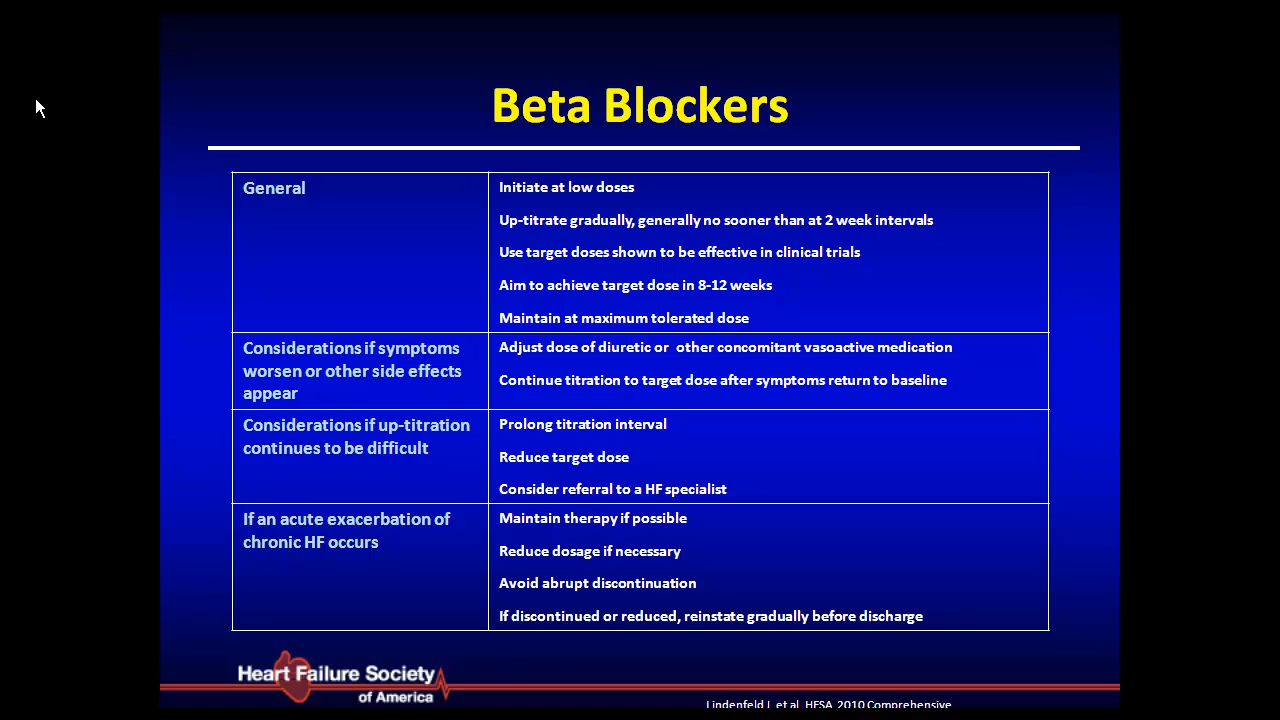 Beta Blockers
General
Initiate at low doses
Up-titrate gradually, generally no sooner than at 2 week intervals
Use target doses shown to be effective in clinical trials
Aim to achieve target dose in 8-12 weeks
Maintain at maximum tolerated dose
Considerations if symptoms
worsen or other side effects
appear
Adjust dose of diuretic or other concomitant vasoactive medication
Continue titration to target dose after symptoms return to baseline
Considerations if up-titration
continues to be difficult
Prolong titration interval
Reduce target dose
Consider referral to a HF specialist
If an acute exacerbation of
chronic HF occurs
Maintain therapy if possible
Reduce dosage if necessary
Avoid abrupt discontinuation
If discontinued or reduced, reinstate gradually before discharge
Heart Failure Society
of America
Lindenfeld J, et al. HFSA 2010 Comprehensive